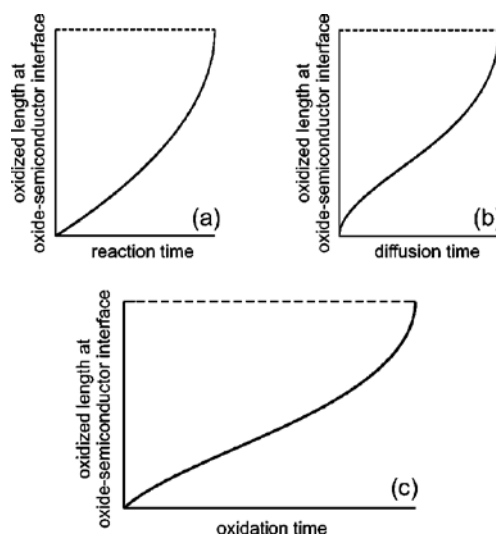 oxidized length at
oxide-semiconductor interface
(a)
reaction time
oxidized length at
oxide-semiconductor interface
(b)
diffusion time
oxidized length at
oxide-semiconductor interface
(c)
oxidation time